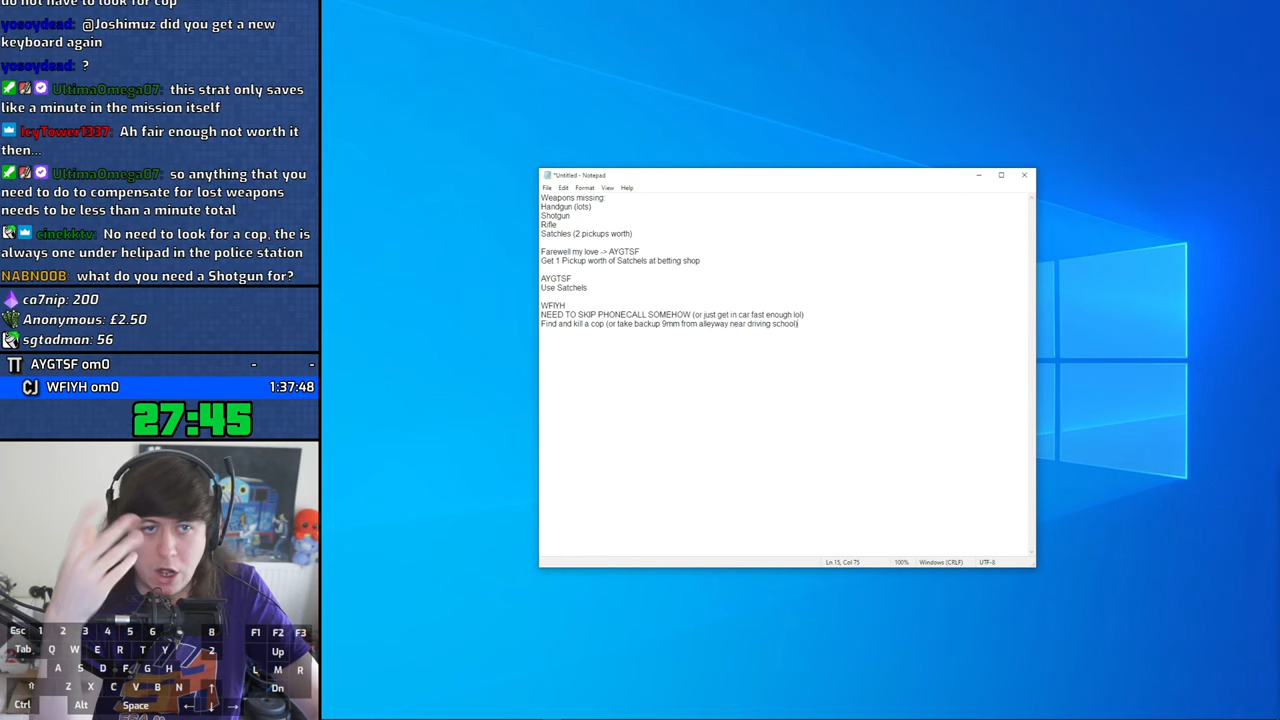 do not have to look for cop
yosoydead: @Joshimuz did you get a new
keyboard again
yosoydead: ?
UltimaOmega07: this strat only saves
like a minute in the mission itself
IcyTower1337: Ah fair enough not worth it
then...
UltimaOmega07: so anything that you
need to do to compensate for lost weapons
needs to be less than a minute total
cinekktv: No need to look for a cop, the is
always one under helipad in the police station
NABNOOB: what do you need a Shotgun for?
ca7nip: 200
Anonymous: £2.50
sgtadman: 56
AYGTSF om0 - -
CJ WFIYH om0 1:37:48
27:45
*Untitled - Notepad
File Edit Format View Help
Weapons missing:
Handgun (lots)
Shotgun
Rifle
Satchles (2 pickups worth)
Farewell my love -> AYGTSF
Get 1 Pickup worth of Satchels at betting shop
AYGTSF
Use Satchels
WFIYH
NEED TO SKIP PHONECALL SOMEHOW (or just get in car fast enough lol)
Find and kill a cop (or take backup 9mm from alleyway near driving school)
Ln 15, Col 75 100% Windows (CRLF) UTF-8
Esc 1 2 3 4 5 6 8 F1 F2 F3
Tab Q W E R T Y 2 Up
A S D F G H L M R
⇧ Z X C V B N ↑ Dn
Ctrl Alt Space ← ↓ →